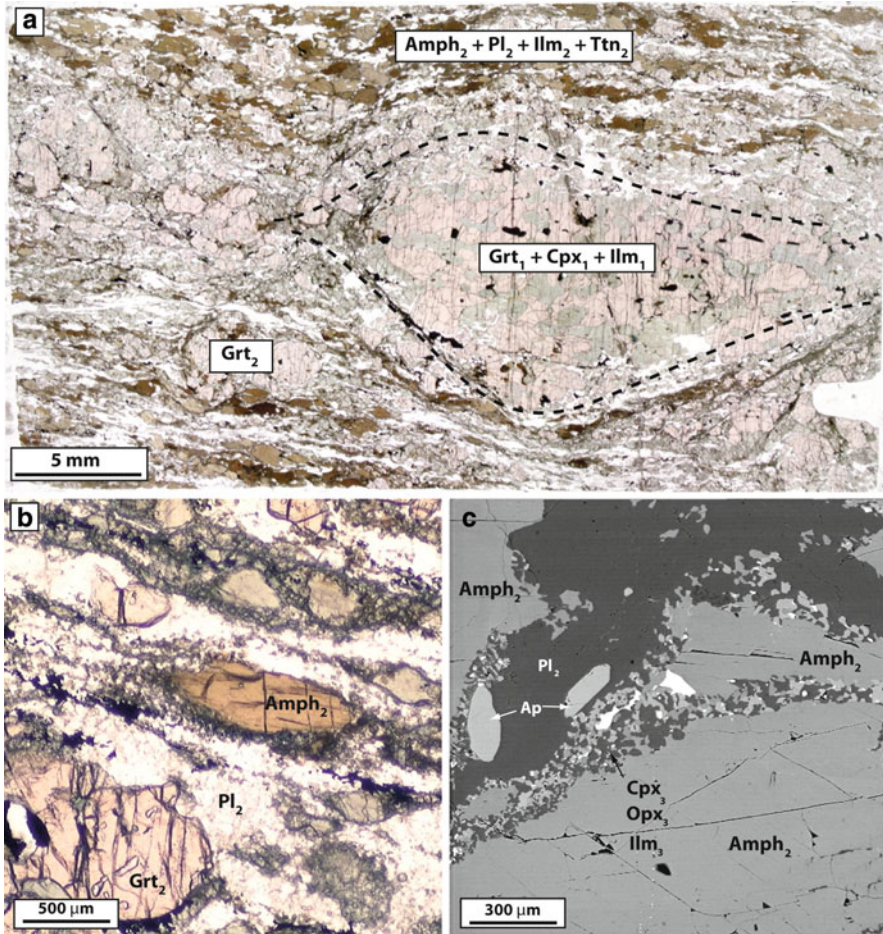 a
Amph₂ + Pl₂ + Ilm₂ + Ttn₂
Grt₁ + Cpx₁ + Ilm₁
Grt₂
5 mm
b
Amph₂
Pl₂
Grt₂
500 μm
c
Amph₂
Amph₂
Pl₂
Ap
Cpx₃
Opx₃
Ilm₃
Amph₂
300 μm